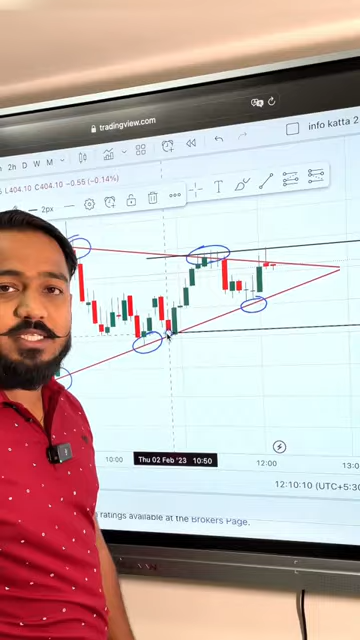 tradingview.com
info katta 2
2h D W M
L404.10 C404.10 −0.55 (−0.14%)
2px
T
10:00
Thu 02 Feb '23 10:50
12:00
13:0
12:10:10 (UTC+5:30
ratings available at the Brokers Page.